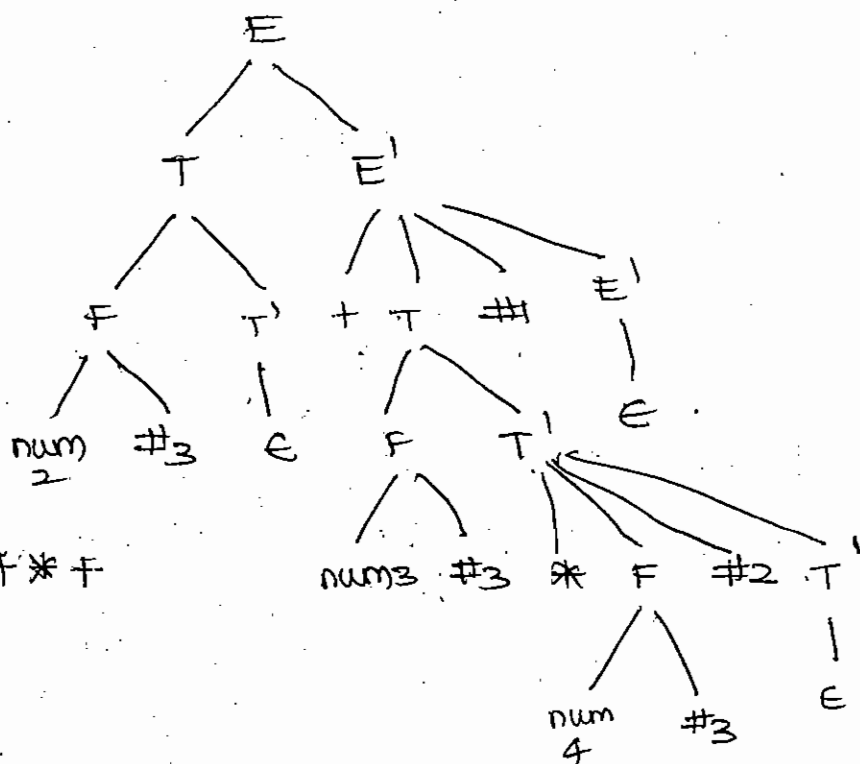 E
T E'
F T' + T #1 E'
num #3 ϵ F T' ϵ
2
+ * + num3 #3 * F #2 T'
num #3 ϵ
4